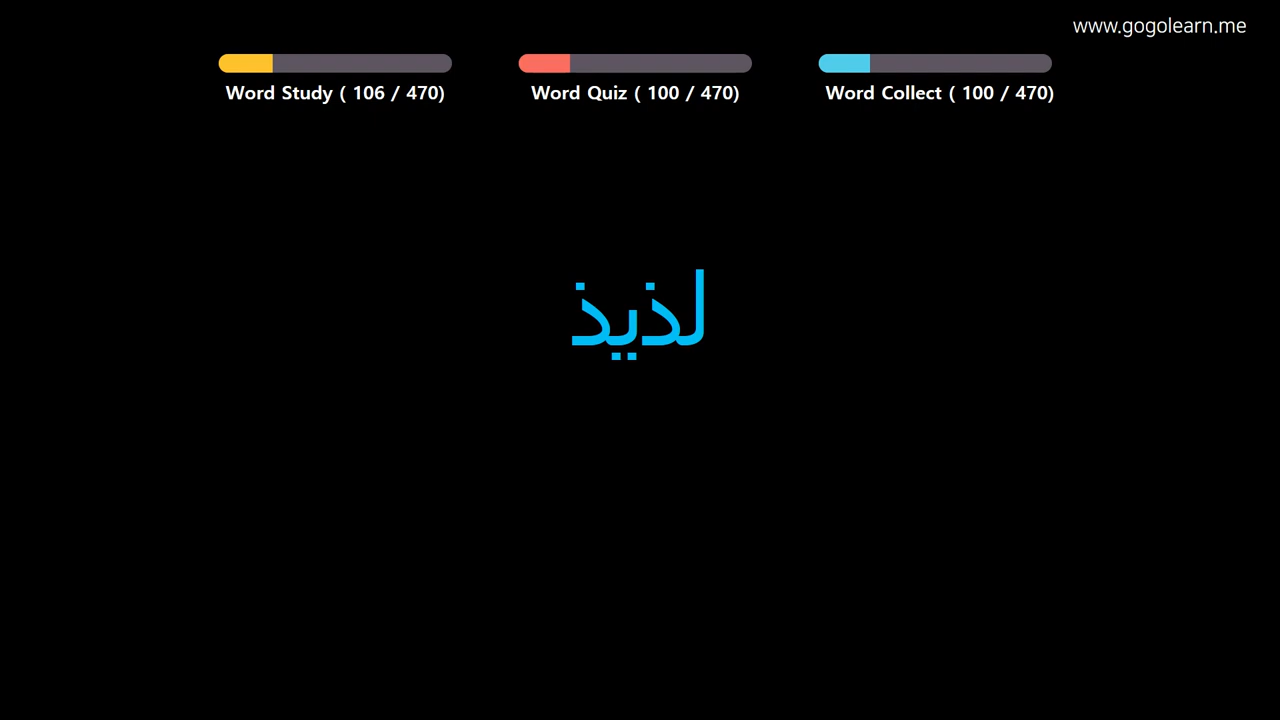 www.gogolearn.me
Word Study ( 106 / 470)
Word Quiz ( 100 / 470)
Word Collect ( 100 / 470)
لذيذ